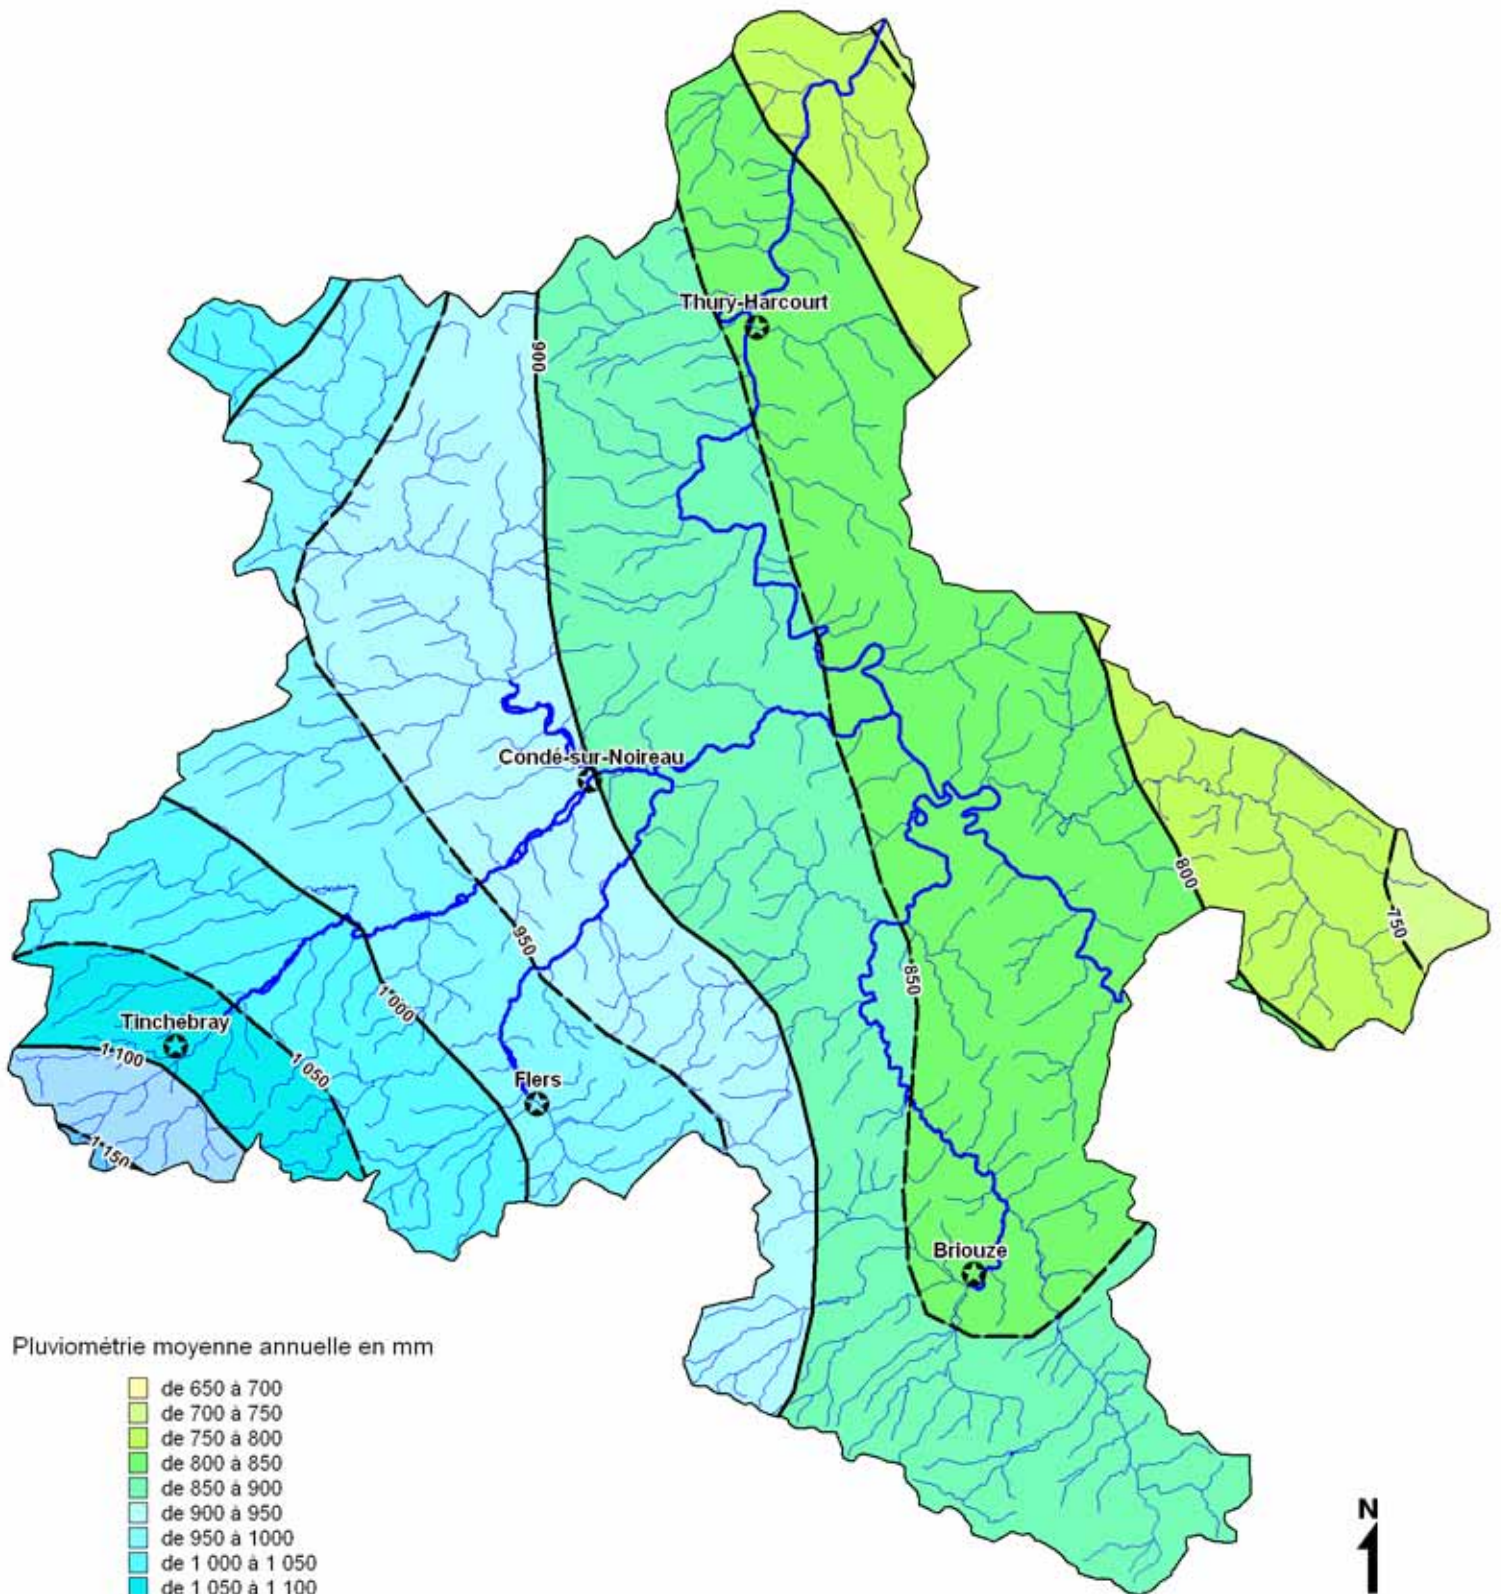 Thury-Harcourt
900
Condé-sur-Noireau
800
750
950
850
1 000
Tinchebray
1 100
1 050
Flers
1 150
Briouze
Pluviométrie moyenne annuelle en mm
de 650 à 700
de 700 à 750
de 750 à 800
de 800 à 850
de 850 à 900
de 900 à 950
de 950 à 1000
de 1 000 à 1 050
de 1 050 à 1 100
N